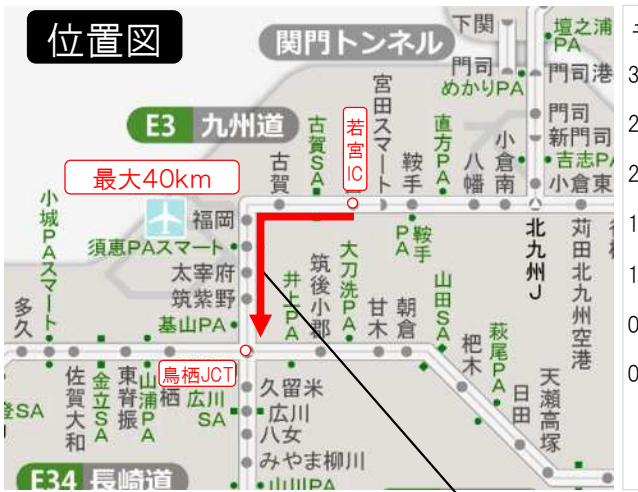 位置図
関門トンネル
下関
壇之浦PA
門司
めかりPA
門司港
E3 九州道
門司
新門司
吉志PA
小倉東
古賀
古賀SA
若宮IC
宮田スマート
鞍手
直方PA
八幡
小倉南
最大40km
小城PAスマート
福岡
須恵PAスマート
太宰府
筑紫野
基山PA
井上PA
筑後小郡
大刀洗PA
甘木
朝倉
鞍手PA
山田SA
杷木
萩尾PA
日田
天瀬高塚
北九州J
苅田北九州空港
多久
佐賀大和
金立SA
東脊振
山浦PA
鳥栖JCT
栖
久留米
広川SA
広川
八女
みやま柳川
山川PA
SA
E34 長崎道
3
2
2
1
1
0
0